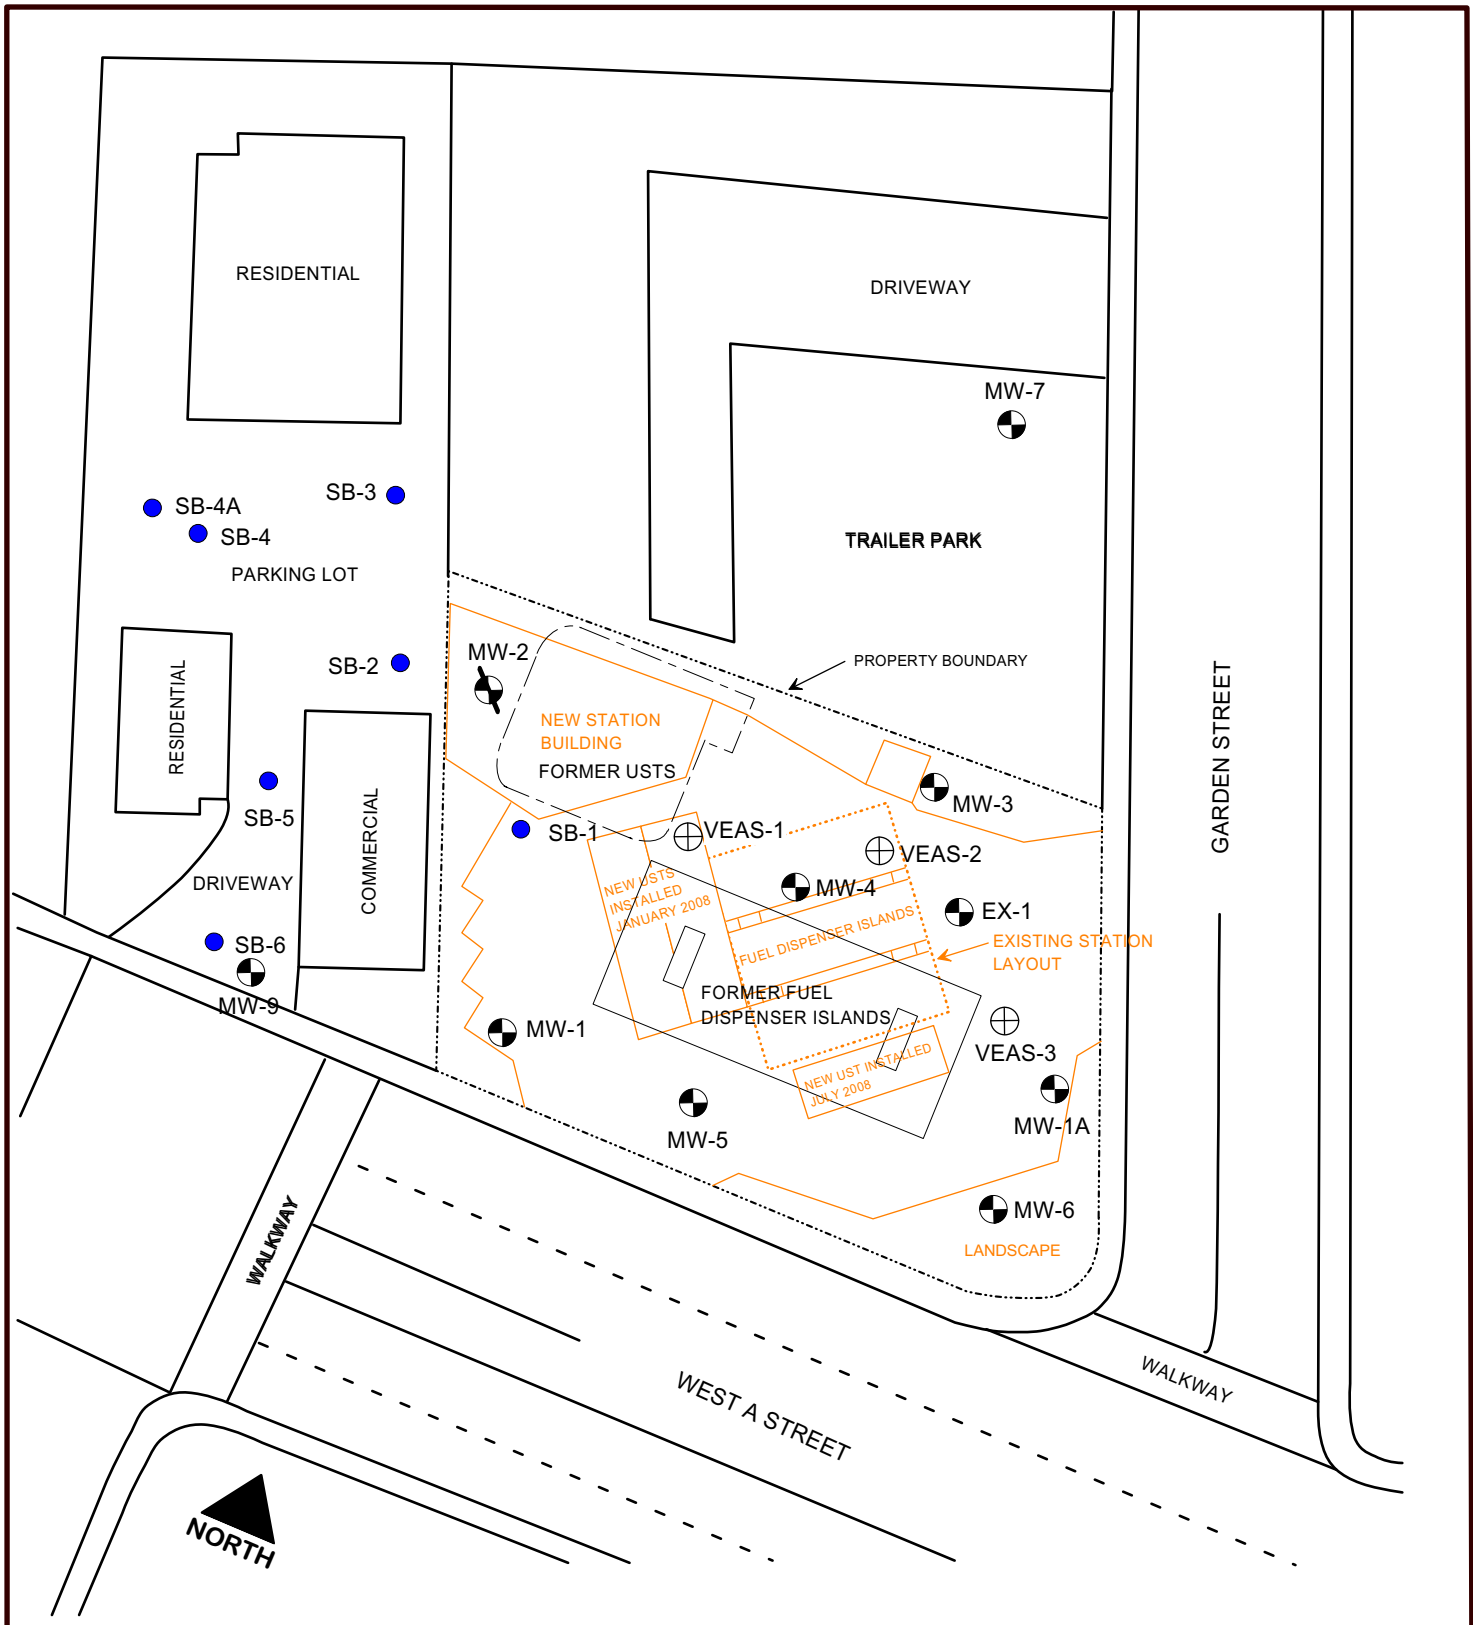 RESIDENTIAL
DRIVEWAY
MW-7
SB-3
SB-4A
SB-4
TRAILER PARK
PARKING LOT
MW-2
SB-2
PROPERTY BOUNDARY
RESIDENTIAL
GARDEN STREET
NEW STATION
BUILDING
FORMER USTS
MW-3
SB-5
SB-1
VEAS-1
VEAS-2
COMMERCIAL
DRIVEWAY
MW-4
NEW USTS
INSTALLED
JANUARY 2008
EX-1
FUEL DISPENSER ISLANDS
EXISTING STATION
LAYOUT
SB-6
MW-9
FORMER FUEL
DISPENSER ISLANDS
MW-1
VEAS-3
NEW UST INSTALLED
JULY 2008
MW-5
MW-1A
MW-6
LANDSCAPE
WALKWAY
WALKWAY
WEST A STREET
NORTH